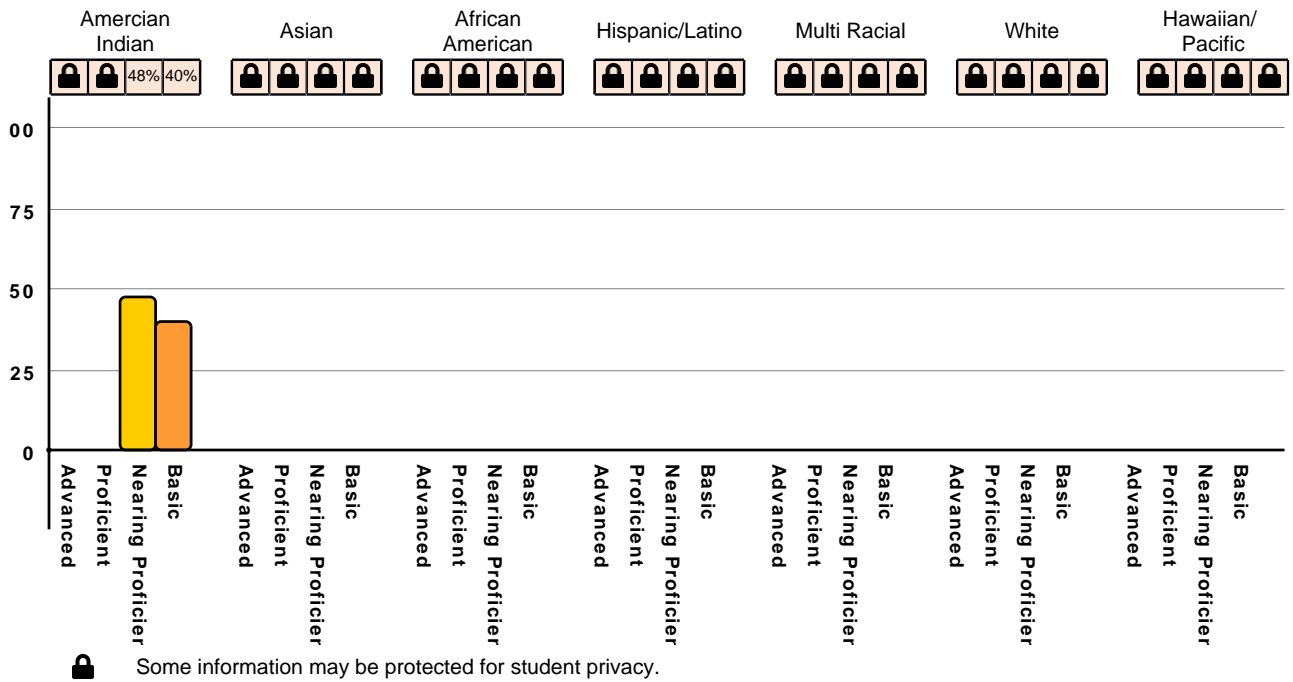 Amercian
Indian
Asian
African
American
Hispanic/Latino
Multi Racial
White
Hawaiian/
Pacific
48% 40%
00
75
50
25
0
Advanced
Proficient
Nearing Proficier
Basic
Advanced
Proficient
Nearing Proficier
Basic
Advanced
Proficient
Nearing Proficier
Basic
Advanced
Proficient
Nearing Proficier
Basic
Advanced
Proficient
Nearing Proficier
Basic
Advanced
Proficient
Nearing Proficier
Basic
Advanced
Proficient
Nearing Proficier
Basic
Some information may be protected for student privacy.